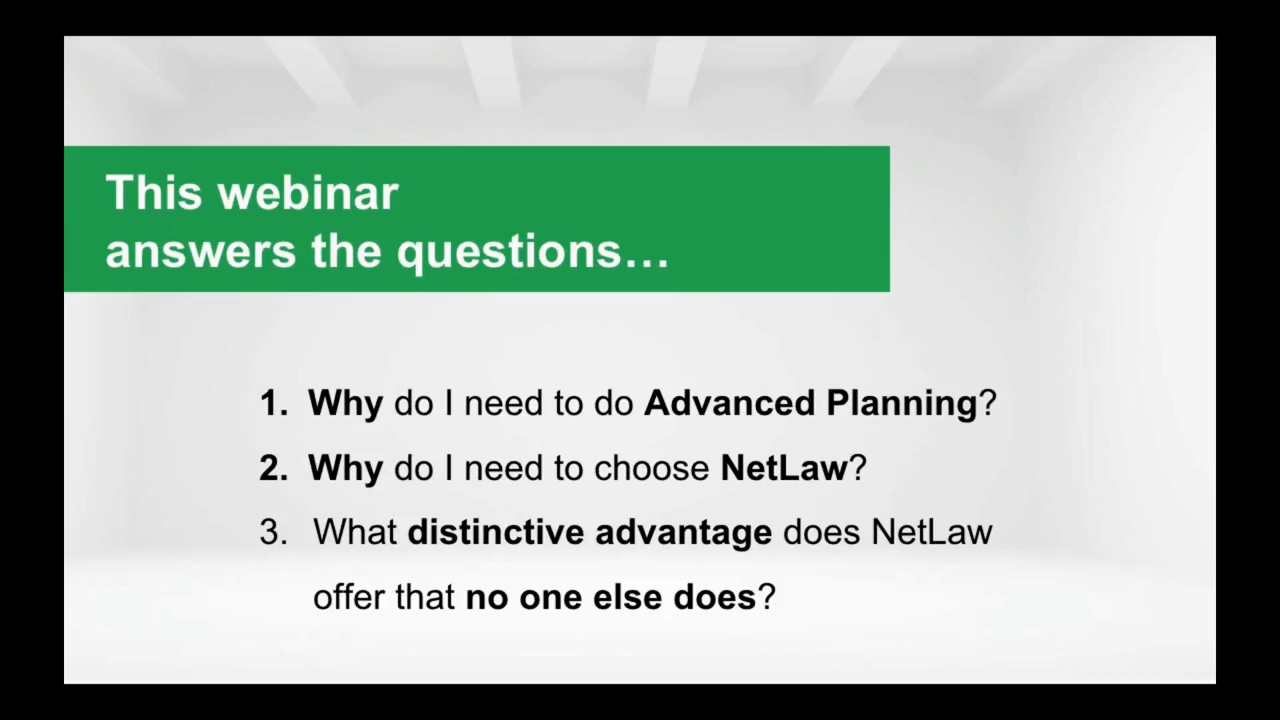 This webinar
answers the questions…
1. Why do I need to do Advanced Planning?
2. Why do I need to choose NetLaw?
3. What distinctive advantage does NetLaw
offer that no one else does?